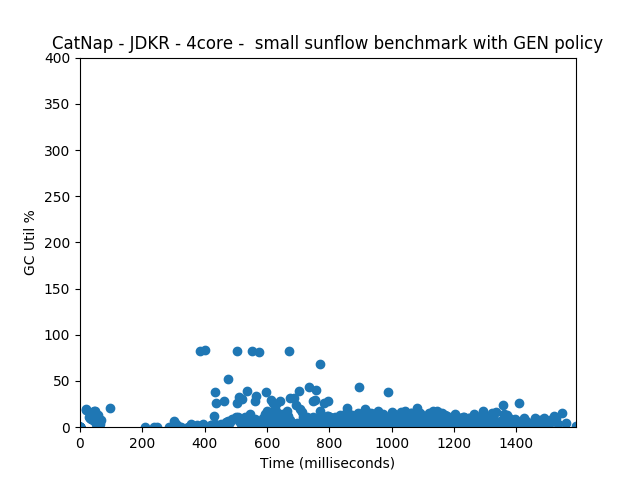 CatNap - JDKR - 4core -  small sunflow benchmark with GEN policy
400
350
300
250
200
150
100
50
0
GC Util %
0 200 400 600 800 1000 1200 1400
Time (milliseconds)